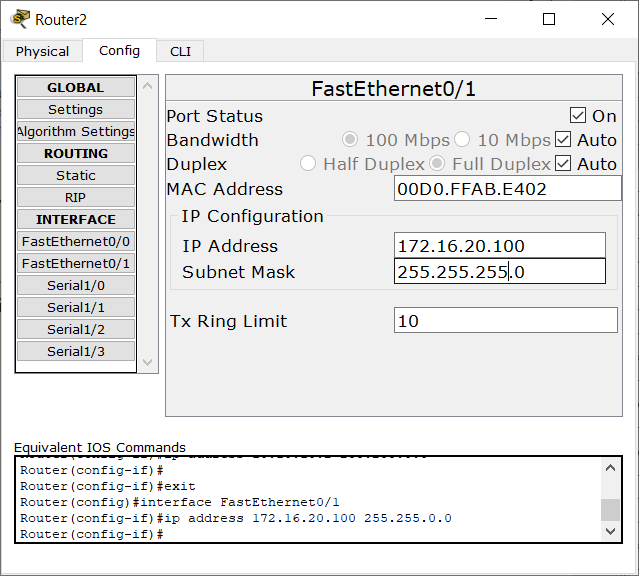 Router2
Physical Config CLI
GLOBAL
Settings
Algorithm Settings
ROUTING
Static
RIP
INTERFACE
FastEthernet0/0
FastEthernet0/1
Serial1/0
Serial1/1
Serial1/2
Serial1/3
FastEthernet0/1
Port Status On
Bandwidth 100 Mbps 10 Mbps Auto
Duplex Half Duplex Full Duplex Auto
MAC Address 00D0.FFAB.E402
IP Configuration
IP Address 172.16.20.100
Subnet Mask 255.255.255.0
Tx Ring Limit 10
Equivalent IOS Commands
Router(config-if)#
Router(config-if)#exit
Router(config)#interface FastEthernet0/1
Router(config-if)#ip address 172.16.20.100 255.255.0.0
Router(config-if)#